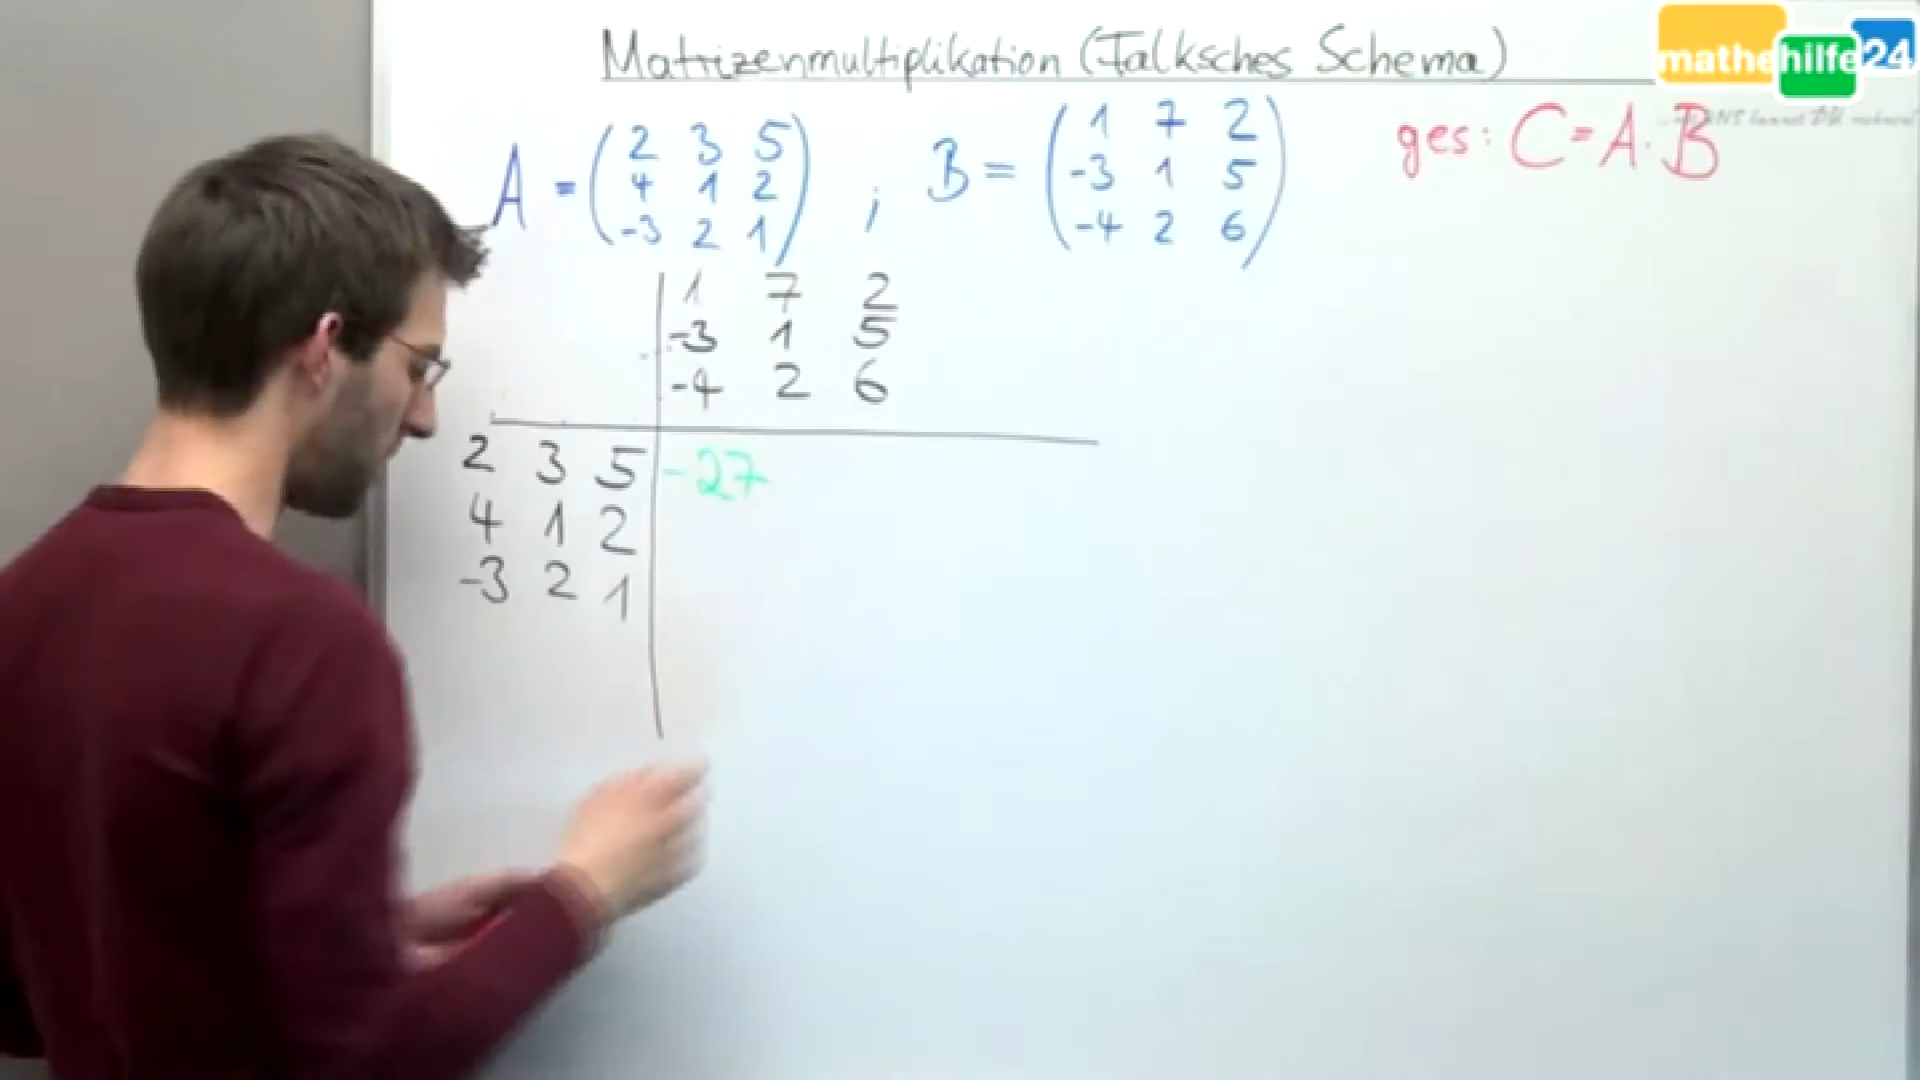 Matrizenmultiplikation (Falksches Schema)
mathehilfe24
A = (2 3 5
4 1 2
-3 2 1) ; B = (1 7 2
-3 1 5
-4 2 6)
ges: C = A · B
1 7 2
-3 1 5
-4 2 6
2 3 5 -27
4 1 2
-3 2 1